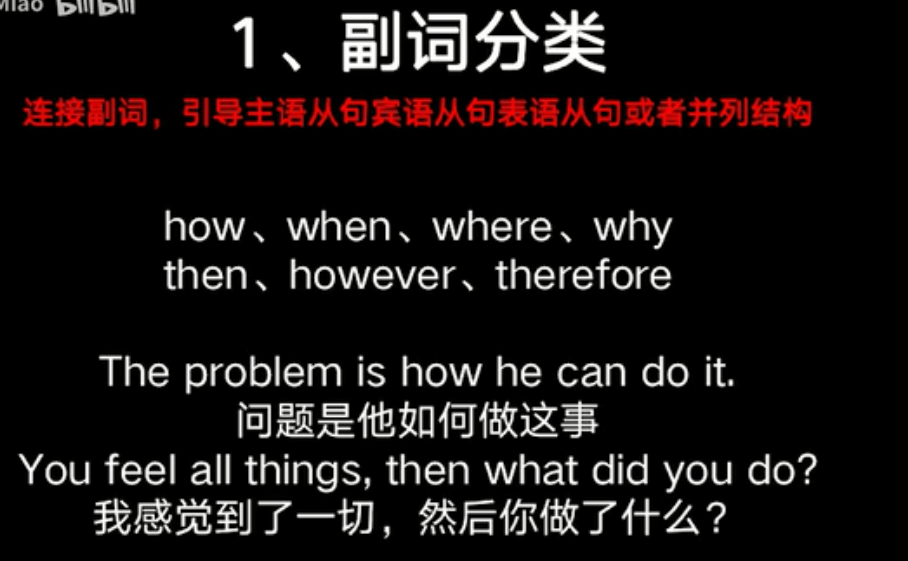 Miao bilibili
1、副词分类
连接副词，引导主语从句宾语从句表语从句或者并列结构
how、when、where、why
then、however、therefore
The problem is how he can do it.
问题是他如何做这事
You feel all things, then what did you do?
我感觉到了一切，然后你做了什么？